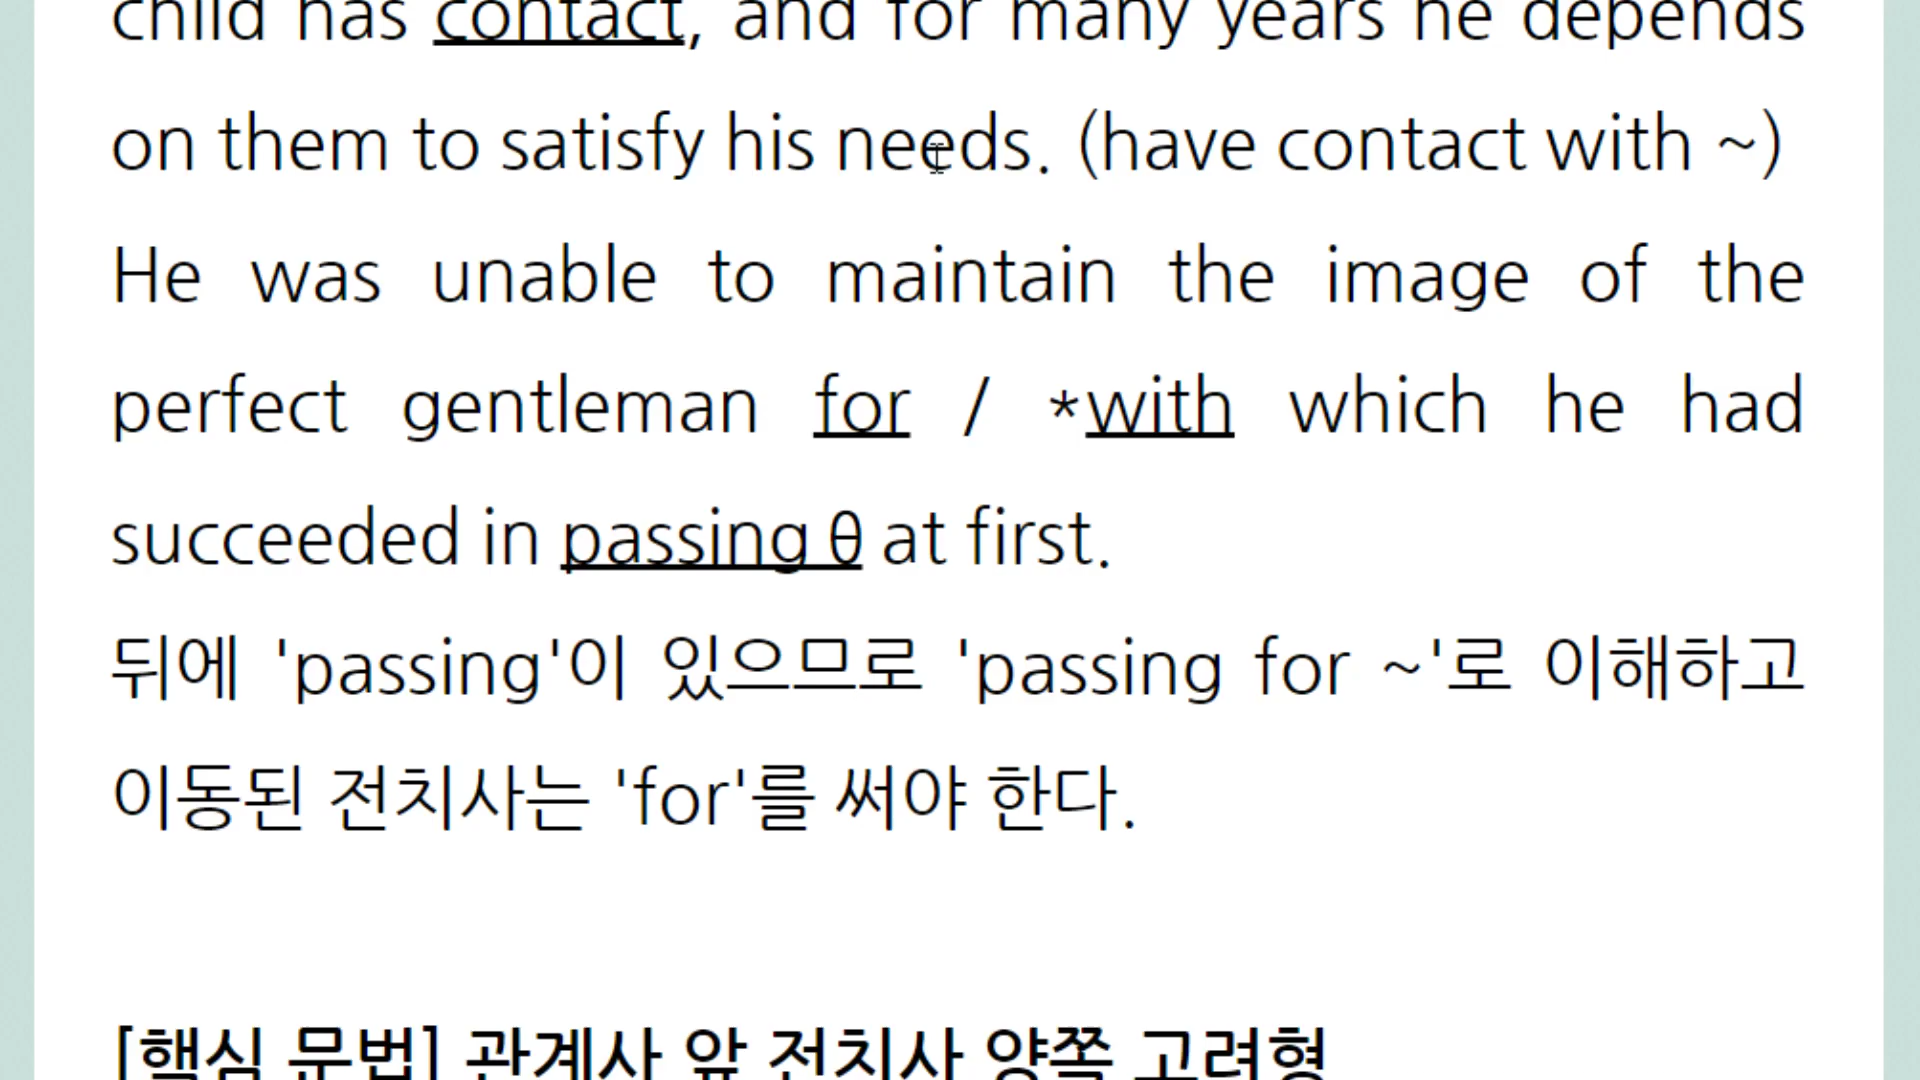 child has contact, and for many years he depends
on them to satisfy his needs. (have contact with ~)
He was unable to maintain the image of the
perfect gentleman for / *with which he had
succeeded in passing θ at first.
뒤에 'passing'이 있으므로 'passing for ~'로 이해하고
이동된 전치사는 'for'를 써야 한다.
[핵심 문법] 관계사 앞 전치사 양쪽 고려형